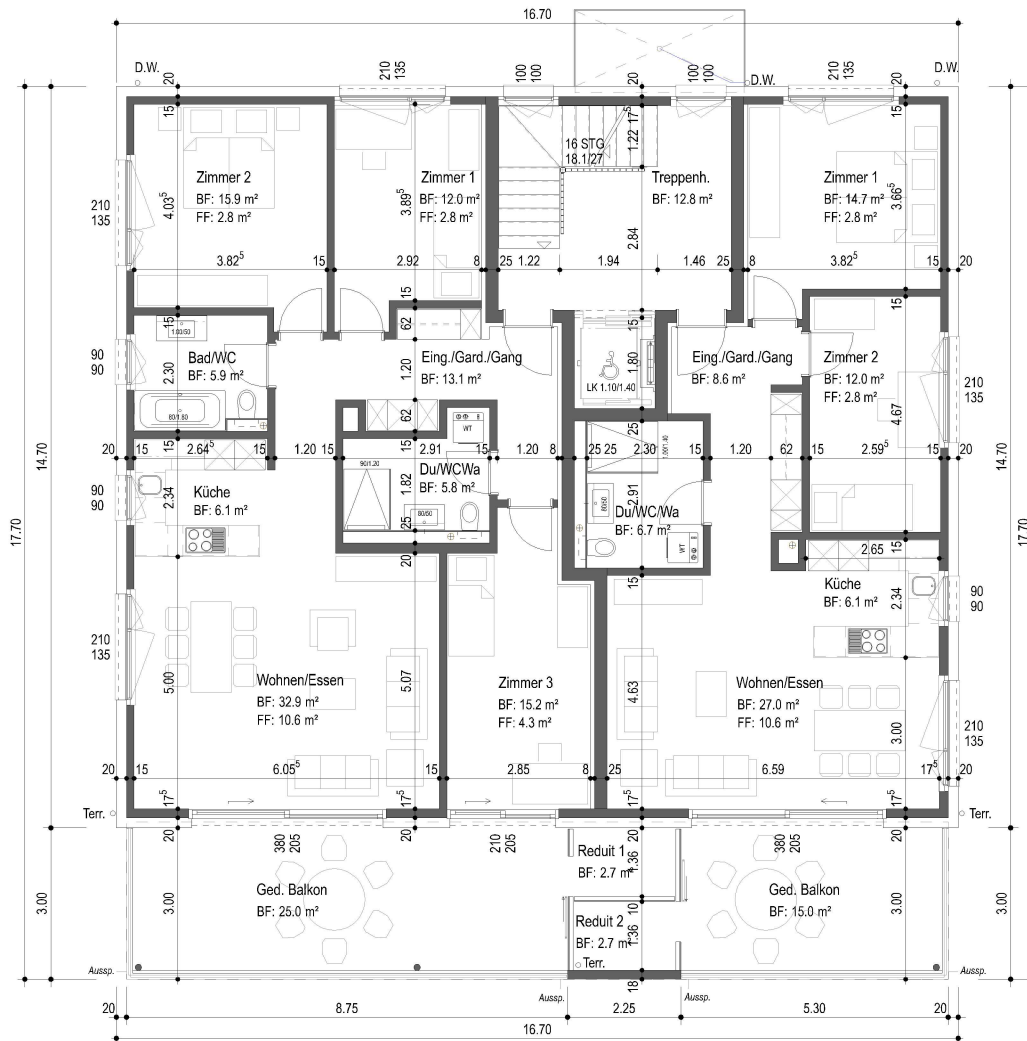 16.70
D.W.
210
135
100
100
20
100
100
D.W.
210
135
D.W.
20
20
15
17⁵
15
15
16 STG
18.1/27
1.22
Zimmer 2
BF: 15.9 m²
FF: 2.8 m²
Zimmer 1
BF: 12.0 m²
FF: 2.8 m²
Treppenh.
BF: 12.8 m²
Zimmer 1
BF: 14.7 m²
FF: 2.8 m²
4.03⁵
3.89⁵
2.84
3.66⁵
210
135
3.82⁵
15
2.92
8
25
1.22
1.94
1.46
25
8
3.82⁵
15
20
15
15
15
15
100/50
62
Bad/WC
BF: 5.9 m²
Eing./Gard./Gang
BF: 13.1 m²
1.80
LK 1.10/1.40
Eing./Gard./Gang
BF: 8.6 m²
Zimmer 2
BF: 12.0 m²
FF: 2.8 m²
90
90
2.30
1.20
210
135
4.67
80/1.80
62
WT
25
14.70
17.70
20
15
15
2.64⁵
1.20
15
15
2.91
15
1.20
8
25
25
2.30
15
1.20
62
15
2.59⁵
15
20
14.70
17.70
90/1.20
100/1.40
Du/WCWa
BF: 5.8 m²
1.82
90
90
2.34
Küche
BF: 6.1 m²
80/50
80/50
2.91
Du/WC/Wa
BF: 6.7 m²
25
20
WT
15
2.65
15
Küche
BF: 6.1 m²
2.34
90
90
210
135
5.00
Wohnen/Essen
BF: 32.9 m²
FF: 10.6 m²
5.07
Zimmer 3
BF: 15.2 m²
FF: 4.3 m²
4.63
Wohnen/Essen
BF: 27.0 m²
FF: 10.6 m²
3.00
210
135
20
15
6.05⁵
15
2.85
8
25
6.59
17⁵
20
17⁵
17⁵
17⁵
17⁵
Terr.
Terr.
20
20
20
20
380
205
210
205
380
205
Reduit 1
BF: 2.7 m²
1.36
3.00
3.00
Ged. Balkon
BF: 25.0 m²
Ged. Balkon
BF: 15.0 m²
3.00
3.00
10
Reduit 2
BF: 2.7 m²
1.36
Terr.
Aussp.
Aussp.
18
Aussp.
Aussp.
20
8.75
2.25
5.30
20
16.70